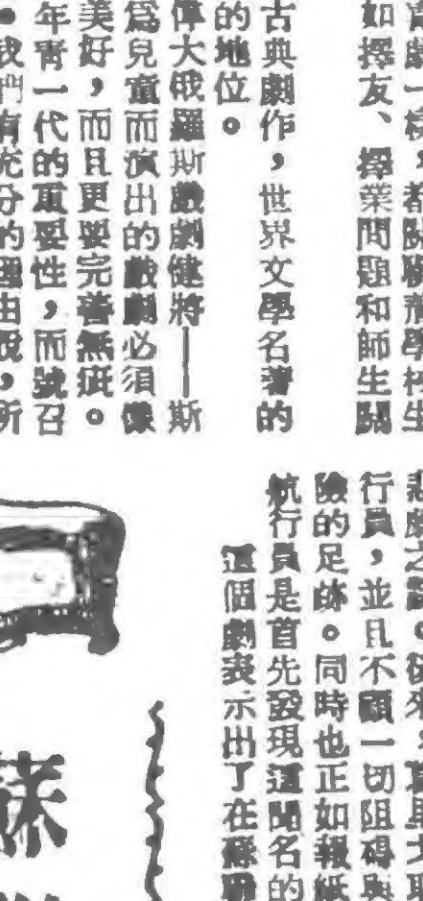 如擇友、擇業問題和師生關
古典劇作，世界文學名著的
的地位。
偉大俄羅斯戲劇健將——斯
爲兒童而演出的戲劇必須像
美好，而且更要完善無疵。
年青一代的重要性，而號召
。我們有充分的理由說，所
行員，並且不顧一切阻碍與
險的足跡。同時也正如報紙
航行員是首先發現這聞名的
這個劇表示出了在蘇聯
蘇